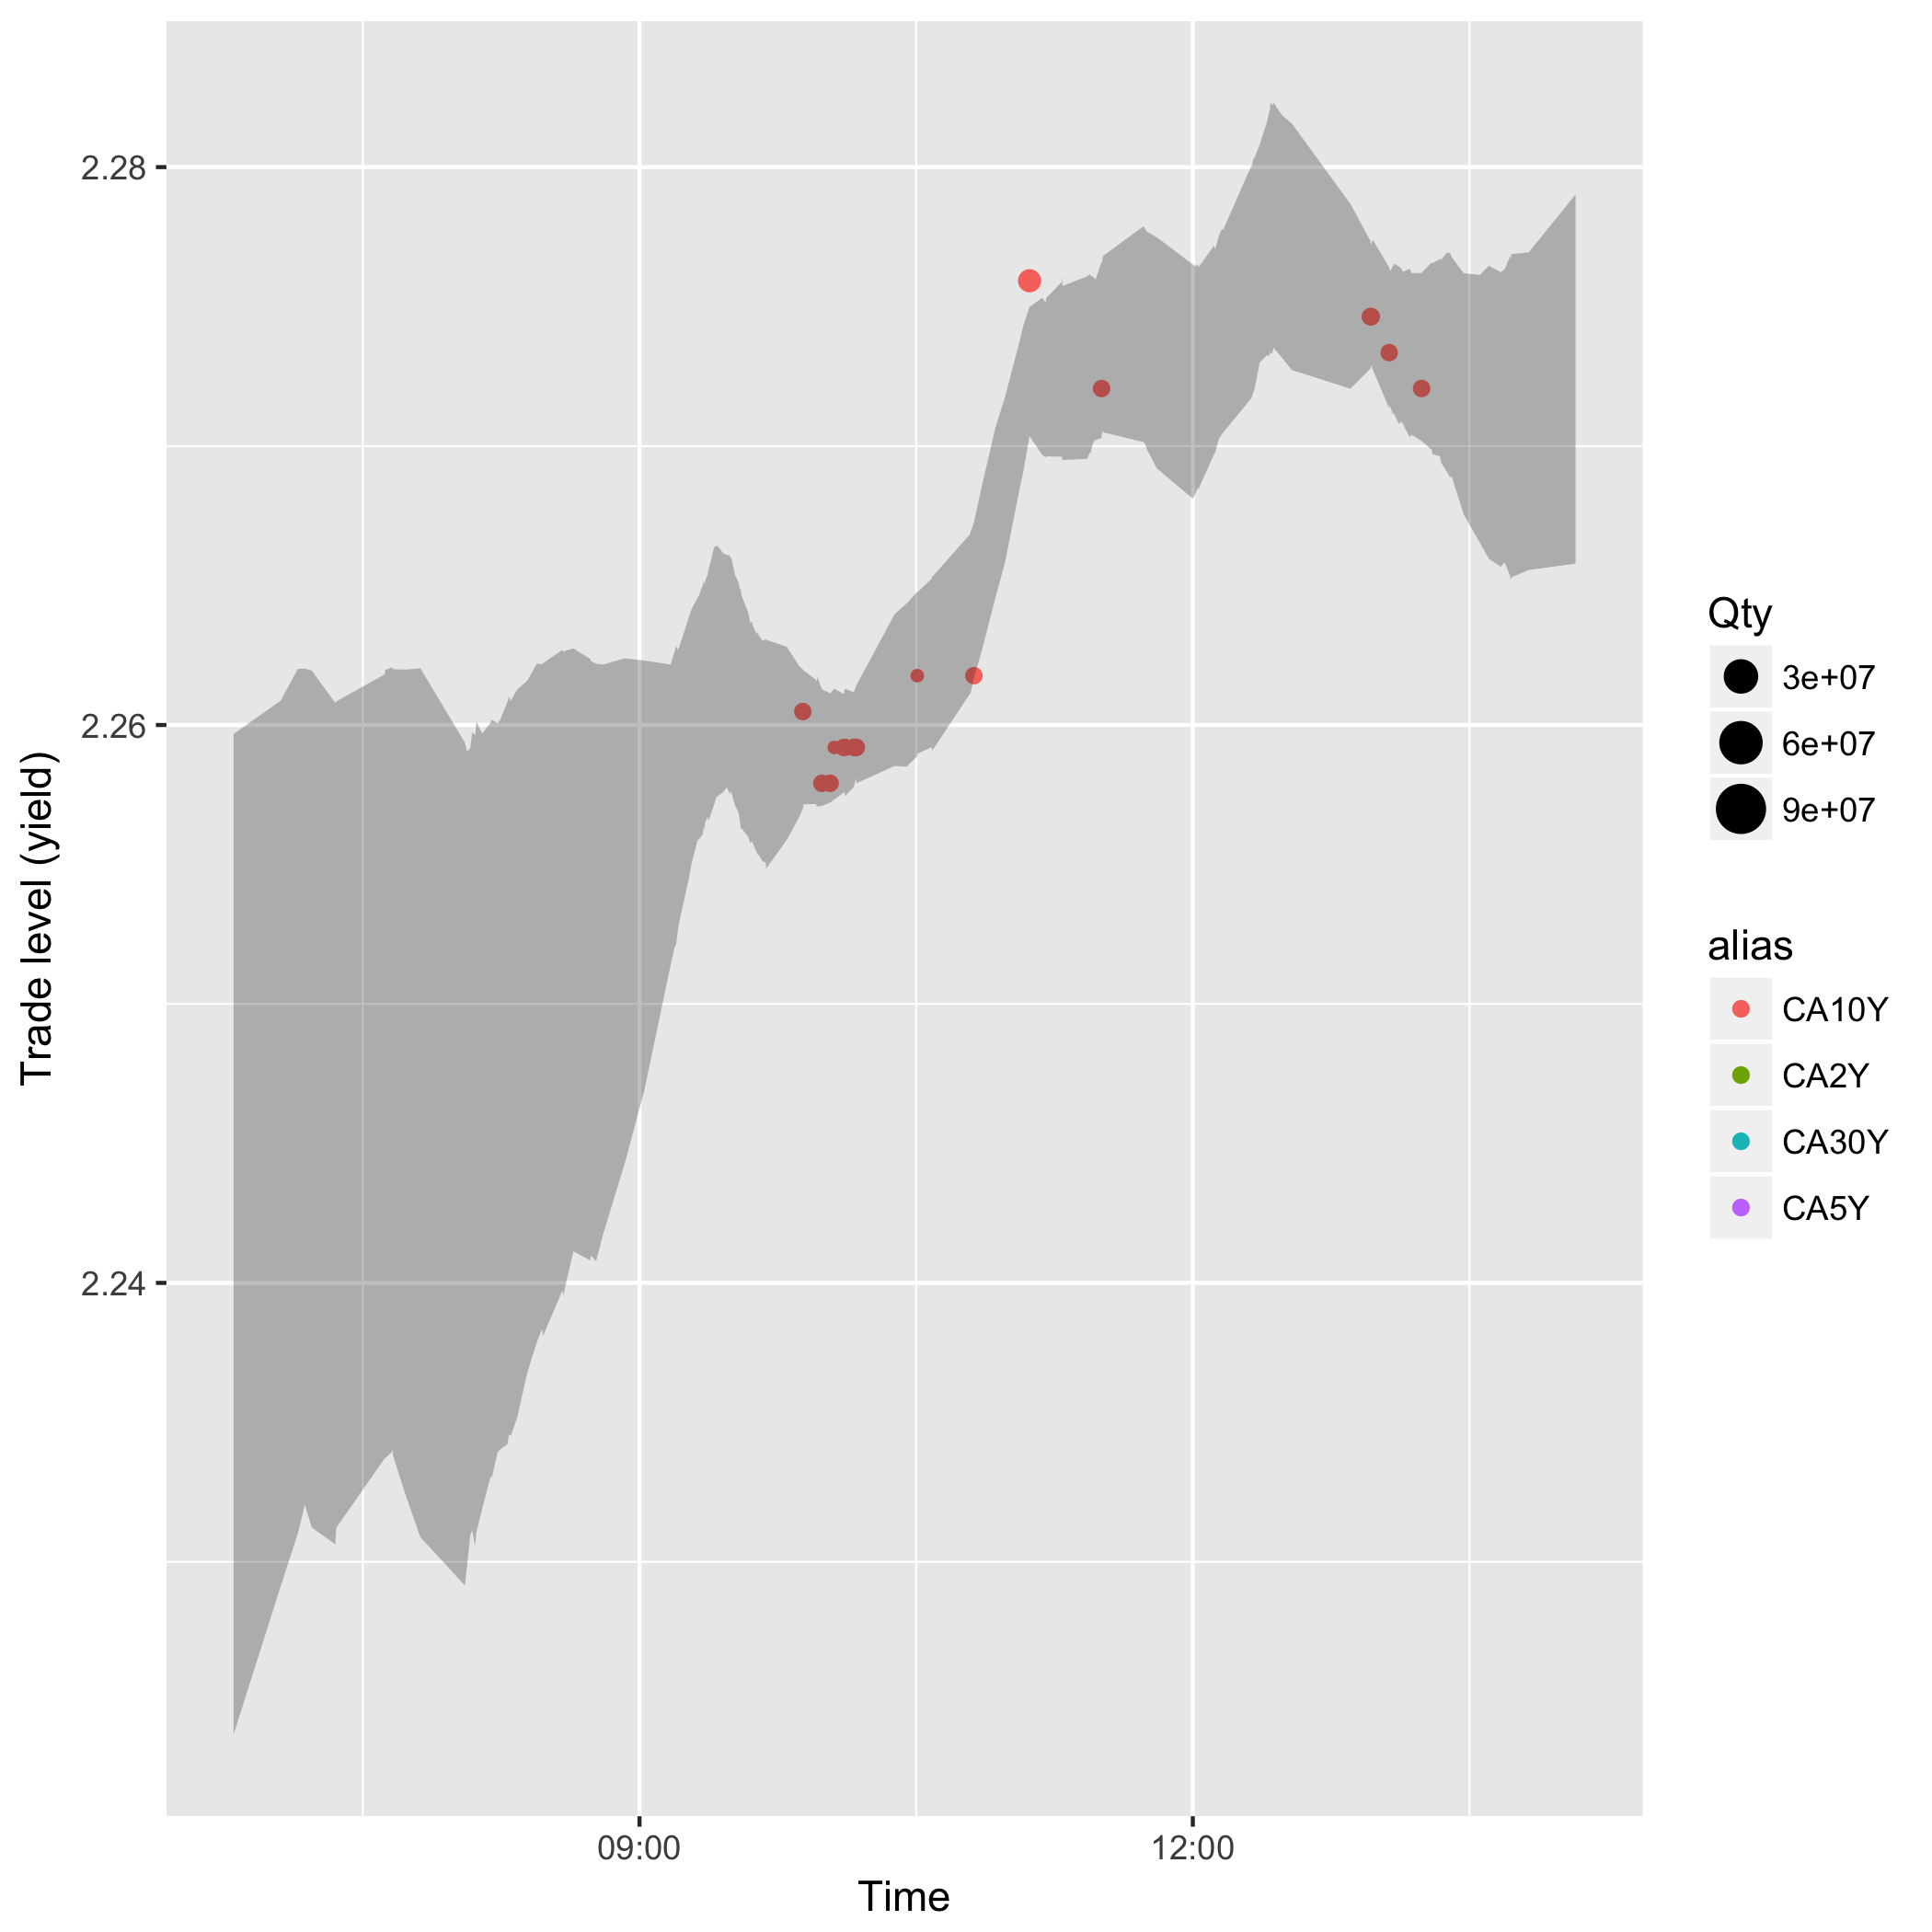 2.28
2.26
2.24
Trade level (yield)
09:00
12:00
Time
Qty
3e+07
6e+07
9e+07
alias
CA10Y
CA2Y
CA30Y
CA5Y